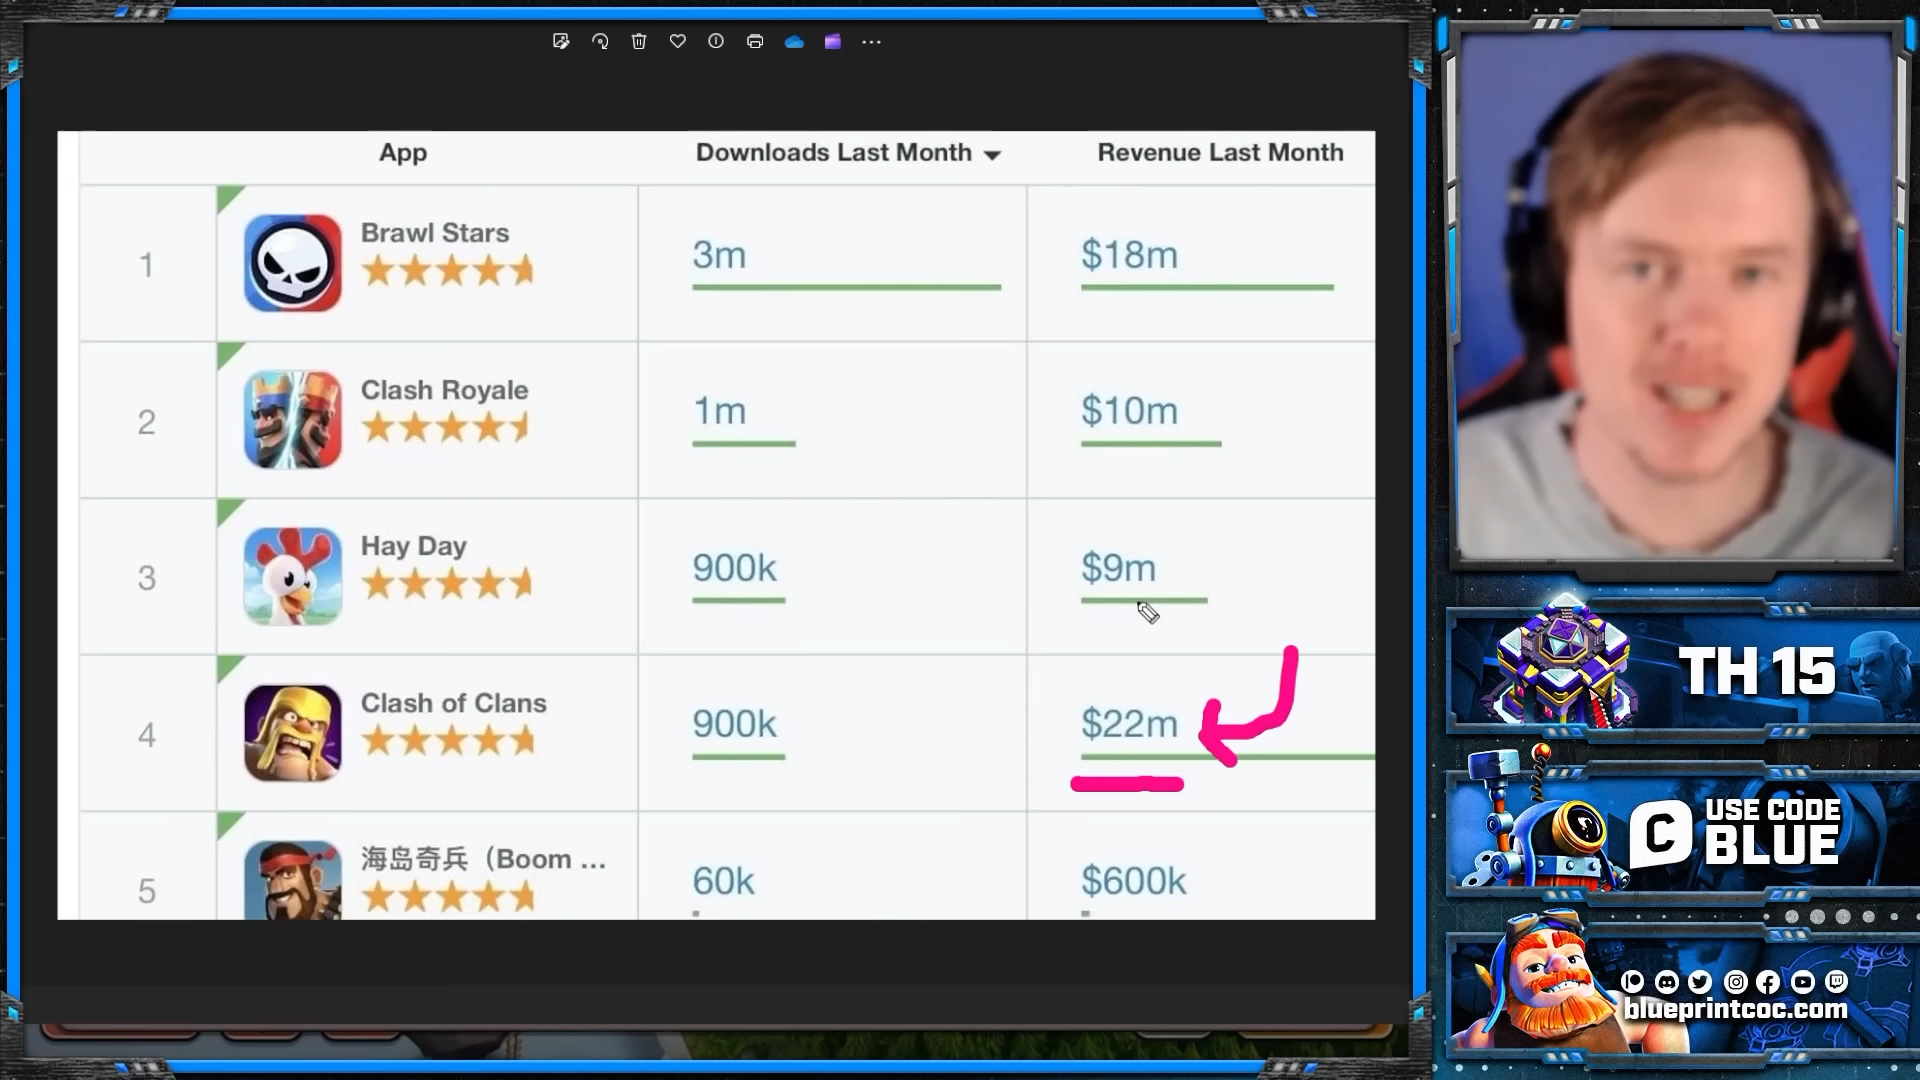 App
Downloads Last Month
Revenue Last Month
1
Brawl Stars
3m
$18m
2
Clash Royale
1m
$10m
3
Hay Day
900k
$9m
4
Clash of Clans
900k
$22m
5
海岛奇兵（Boom ...
60k
$600k
TH 15
C
USE CODE
BLUE
blueprintcoc.com